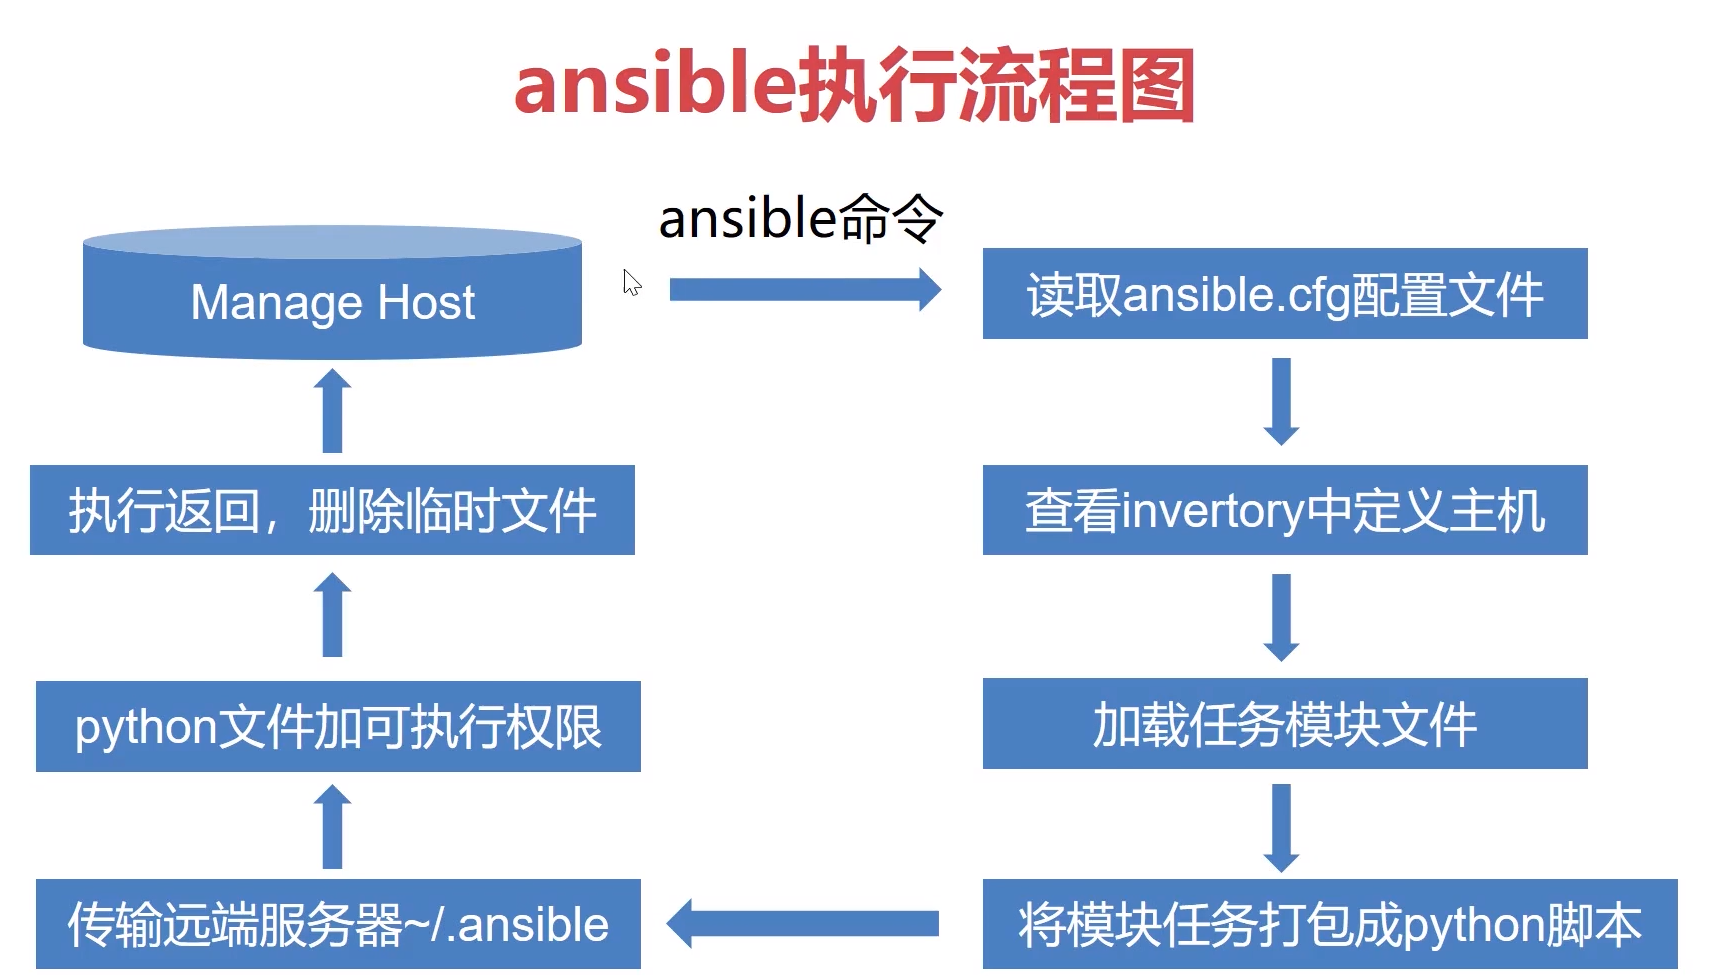 ansible执行流程图
ansible命令
Manage Host
读取ansible.cfg配置文件
执行返回，删除临时文件
查看invertory中定义主机
python文件加可执行权限
加载任务模块文件
传输远端服务器~/.ansible
将模块任务打包成python脚本